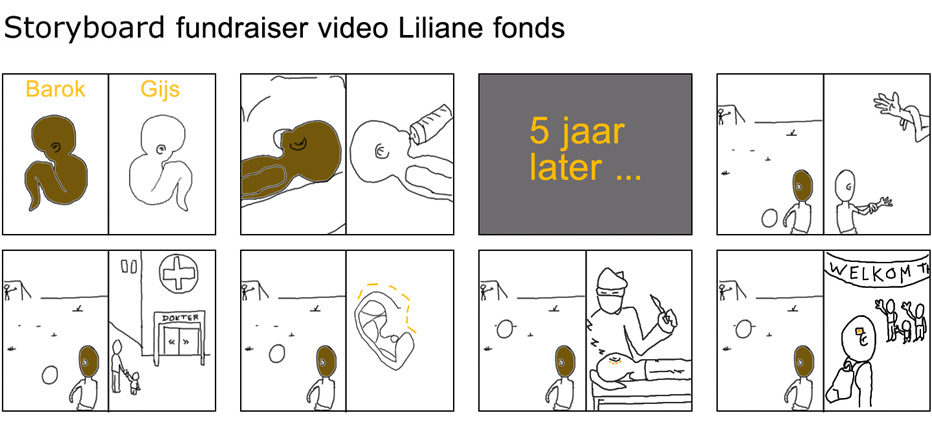 Storyboard fundraiser video Liliane fonds
Barok
Gijs
5 jaar
later ...
DOKTER
« »
WELKOM TH